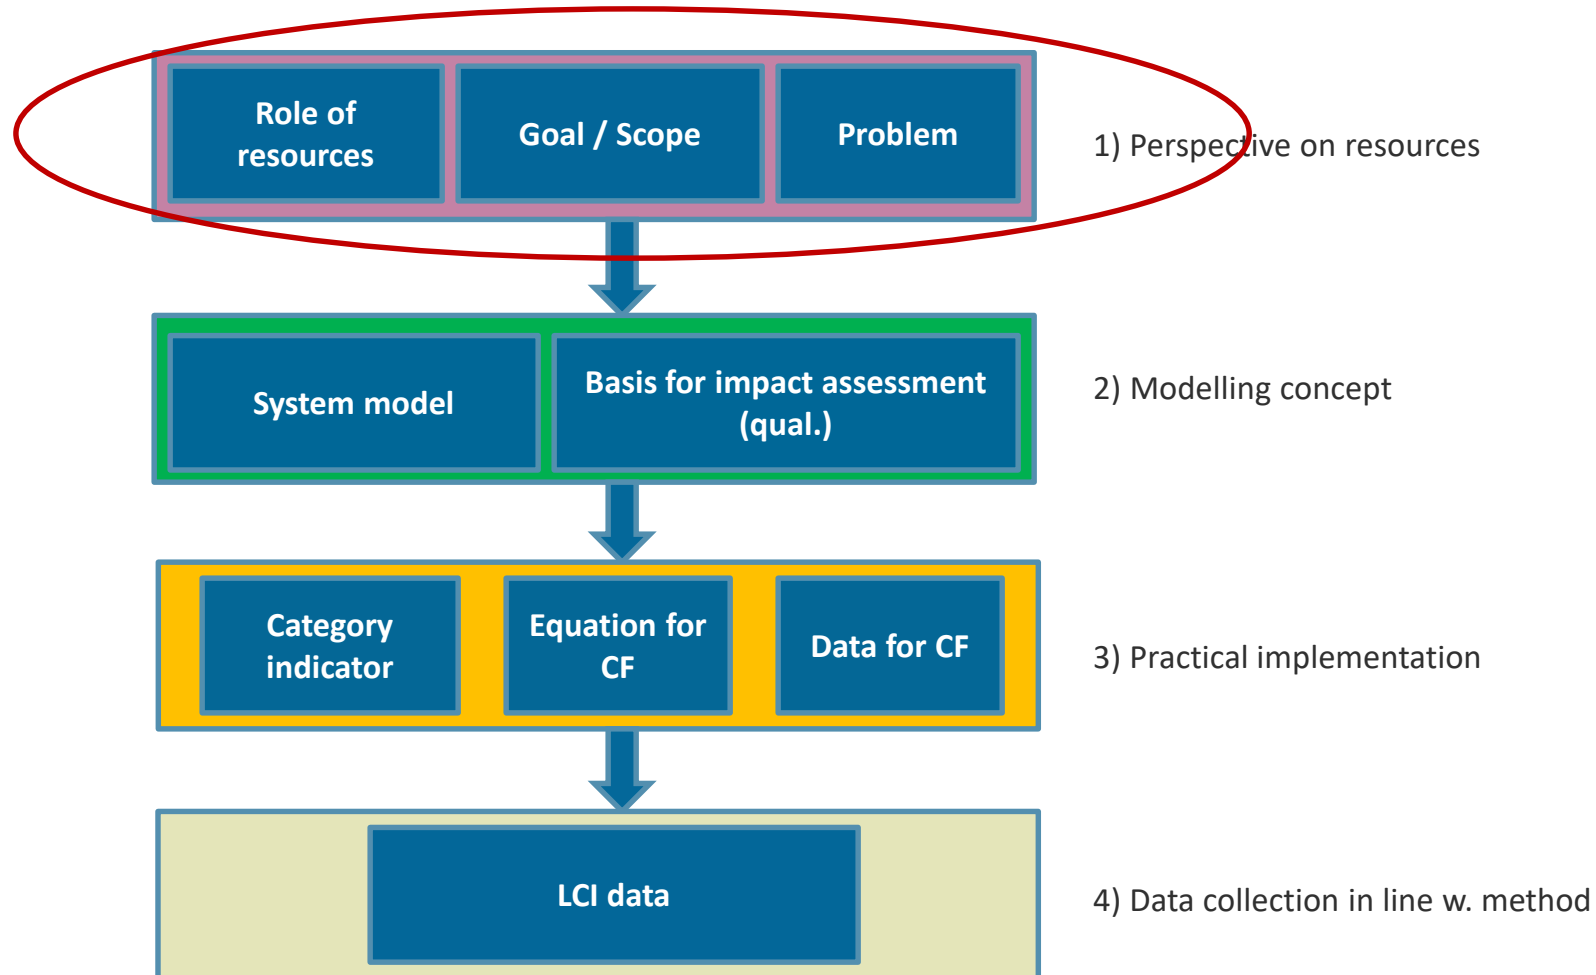 Role of
resources
Goal / Scope
Problem
1) Perspective on resources
System model
Basis for impact assessment
(qual.)
2) Modelling concept
Category
indicator
Equation for
CF
Data for CF
3) Practical implementation
LCI data
4) Data collection in line w. method